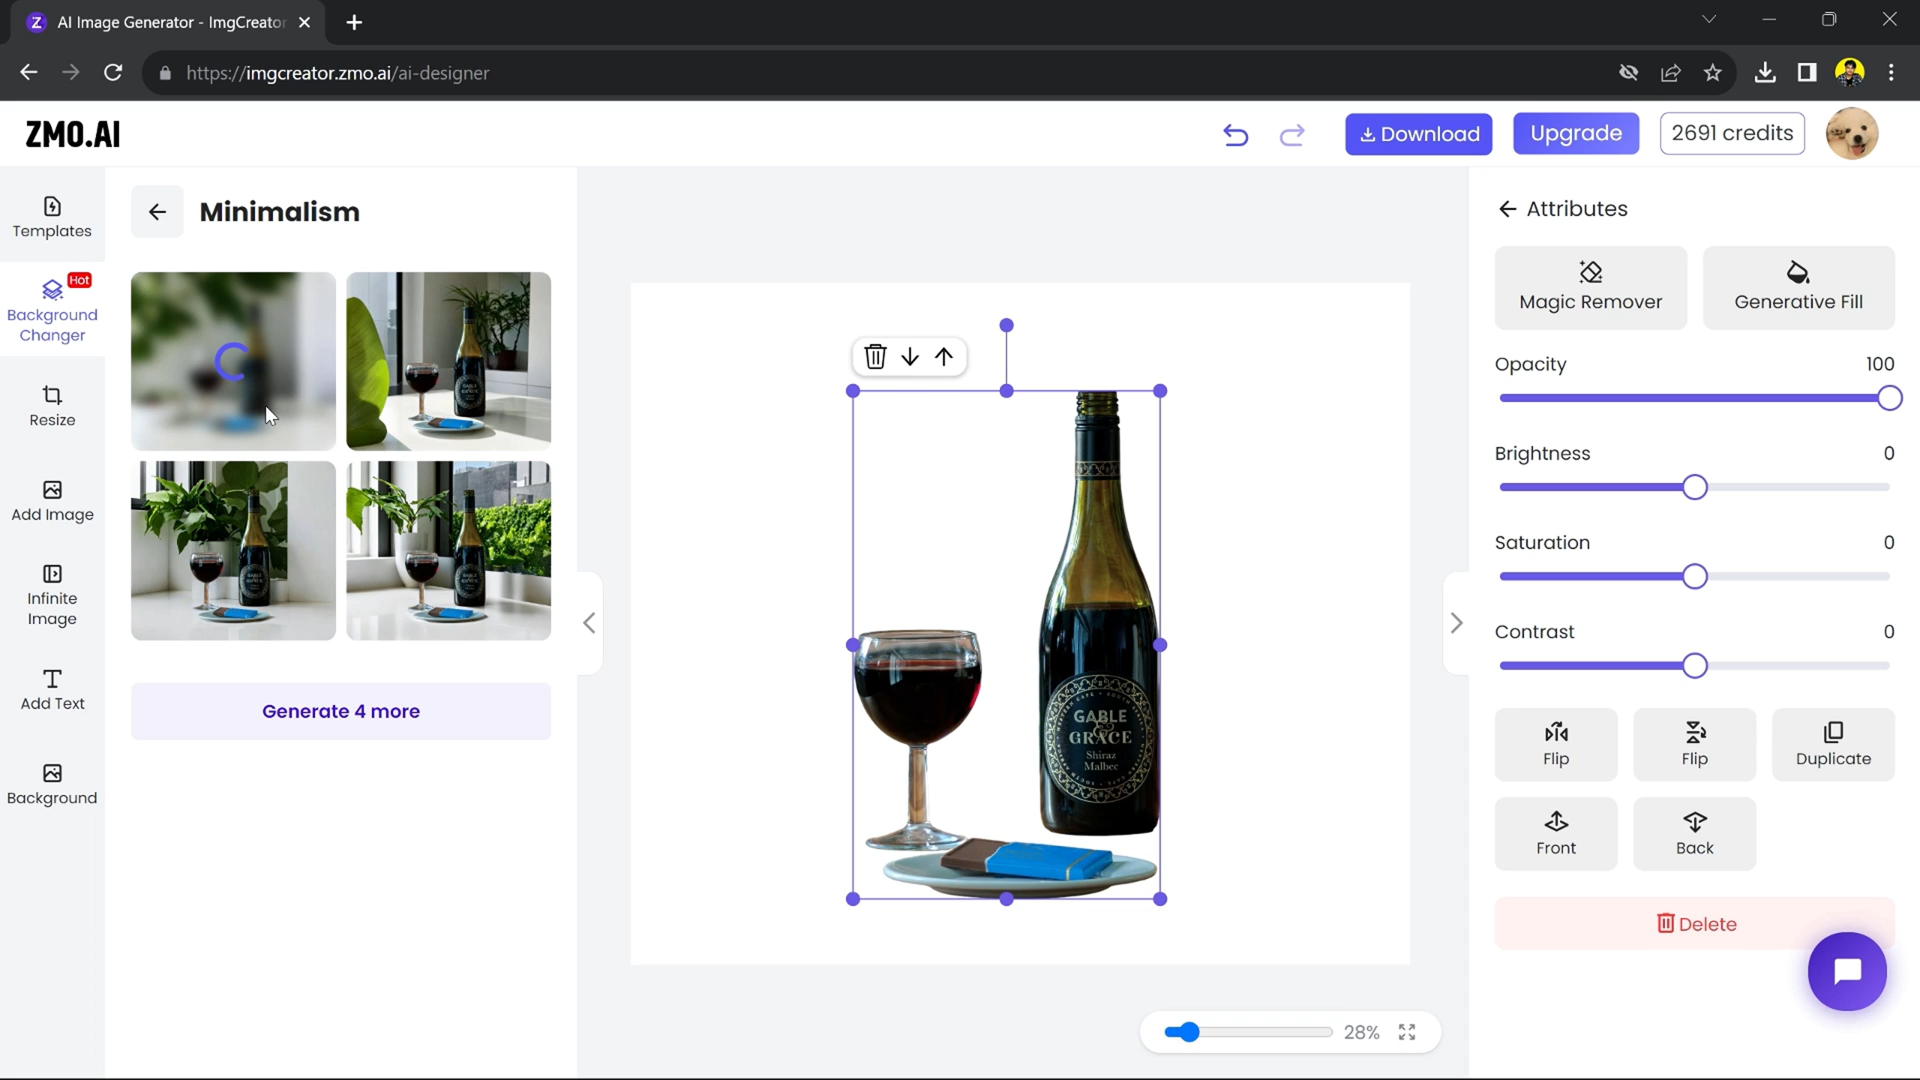 AI Image Generator - ImgCreator
https://imgcreator.zmo.ai/ai-designer
ZMO.AI
Download
Upgrade
2691 credits
Templates
Hot
Background
Changer
Resize
Add Image
Infinite
Image
Add Text
Background
Minimalism
Generate 4 more
GABLE
&
GRACE
Shiraz
Malbec
28%
Attributes
Magic Remover
Generative Fill
Opacity 100
Brightness 0
Saturation 0
Contrast 0
Flip
Flip
Duplicate
Front
Back
Delete